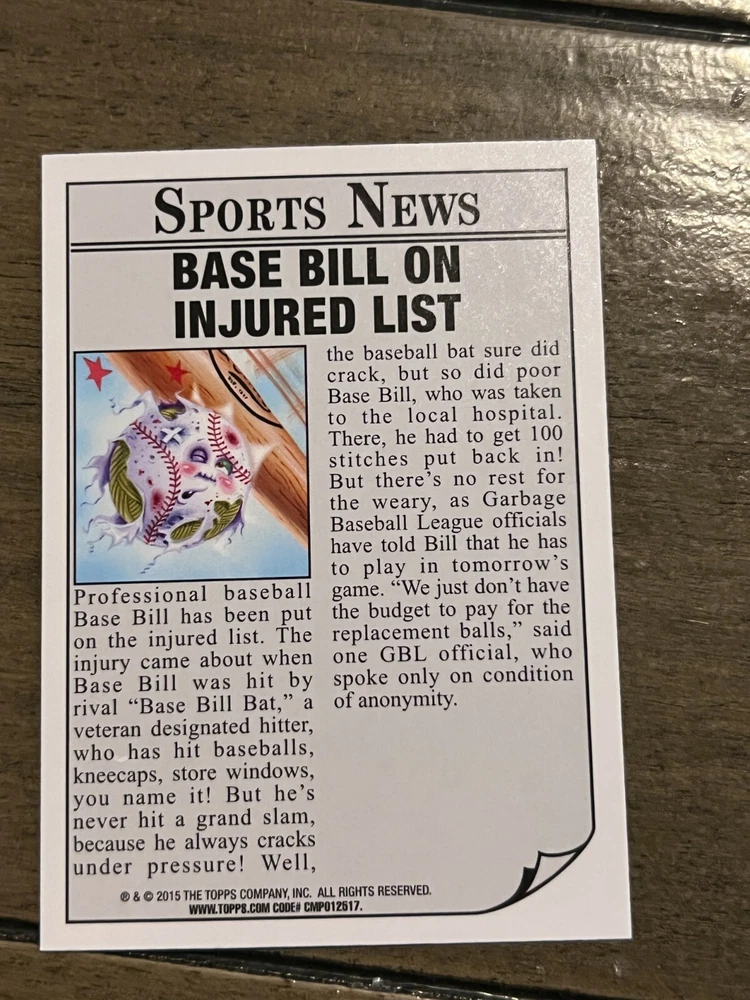 SPORTS NEWS
BASE BILL ON
INJURED LIST
Professional baseball
Base Bill has been put
on the injured list. The
injury came about when
Base Bill was hit by
rival “Base Bill Bat,” a
veteran designated hitter,
who has hit baseballs,
kneecaps, store windows,
you name it! But he's
never hit a grand slam,
because he always cracks
under pressure! Well,
the baseball bat sure did
crack, but so did poor
Base Bill, who was taken
to the local hospital.
There, he had to get 100
stitches put back in!
But there's no rest for
the weary, as Garbage
Baseball League officials
have told Bill that he has
to play in tomorrow's
game. “We just don't have
the budget to pay for the
replacement balls,” said
one GBL official, who
spoke only on condition
of anonymity.
® & © 2015 THE TOPPS COMPANY, INC. ALL RIGHTS RESERVED.
WWW.TOPPS.COM CODE# CMP012517.